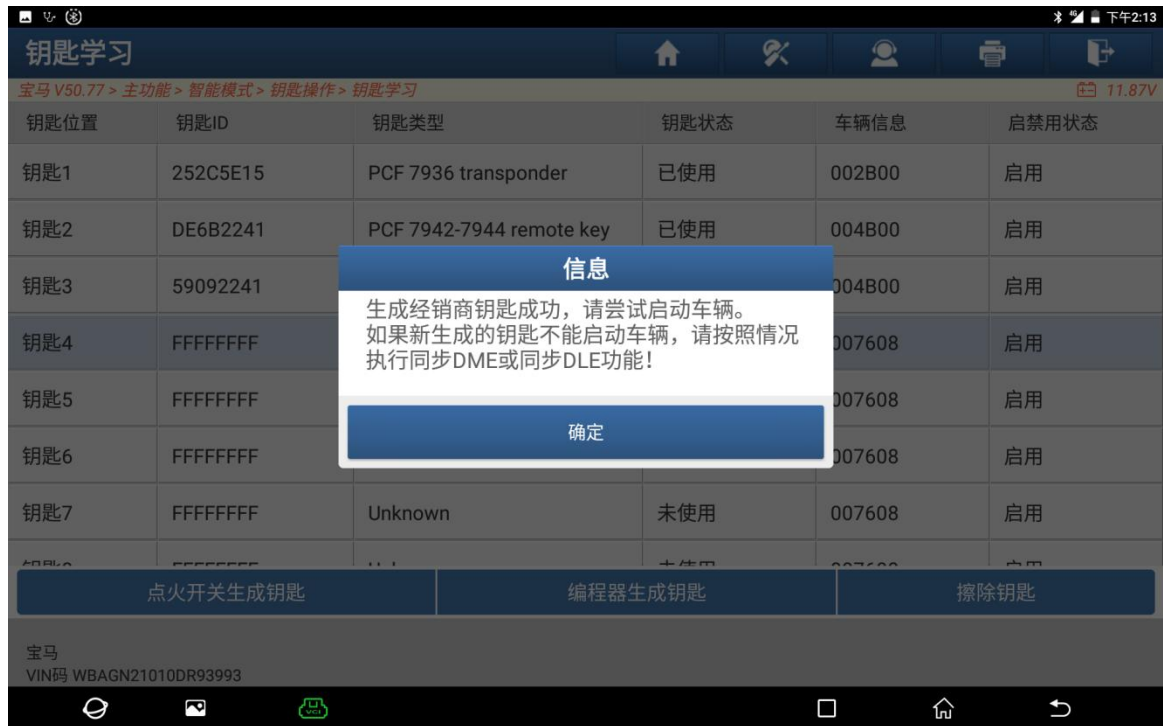 下午2:13
钥匙学习
宝马 V50.77 > 主功能 > 智能模式 > 钥匙操作 > 钥匙学习 11.87V
钥匙位置 钥匙ID 钥匙类型 钥匙状态 车辆信息 启禁用状态
钥匙1 252C5E15 PCF 7936 transponder 已使用 002B00 启用
钥匙2 DE6B2241 PCF 7942-7944 remote key 已使用 004B00 启用
信息
钥匙3 59092241 004B00 启用
生成经销商钥匙成功，请尝试启动车辆。
如果新生成的钥匙不能启动车辆，请按照情况
执行同步DME或同步DLE功能！
钥匙4 FFFFFFFF 007608 启用
钥匙5 FFFFFFFF 007608 启用
确定
钥匙6 FFFFFFFF 007608 启用
钥匙7 FFFFFFFF Unknown 未使用 007608 启用
点火开关生成钥匙 编程器生成钥匙 擦除钥匙
宝马
VIN码 WBAGN21010DR93993
VCI